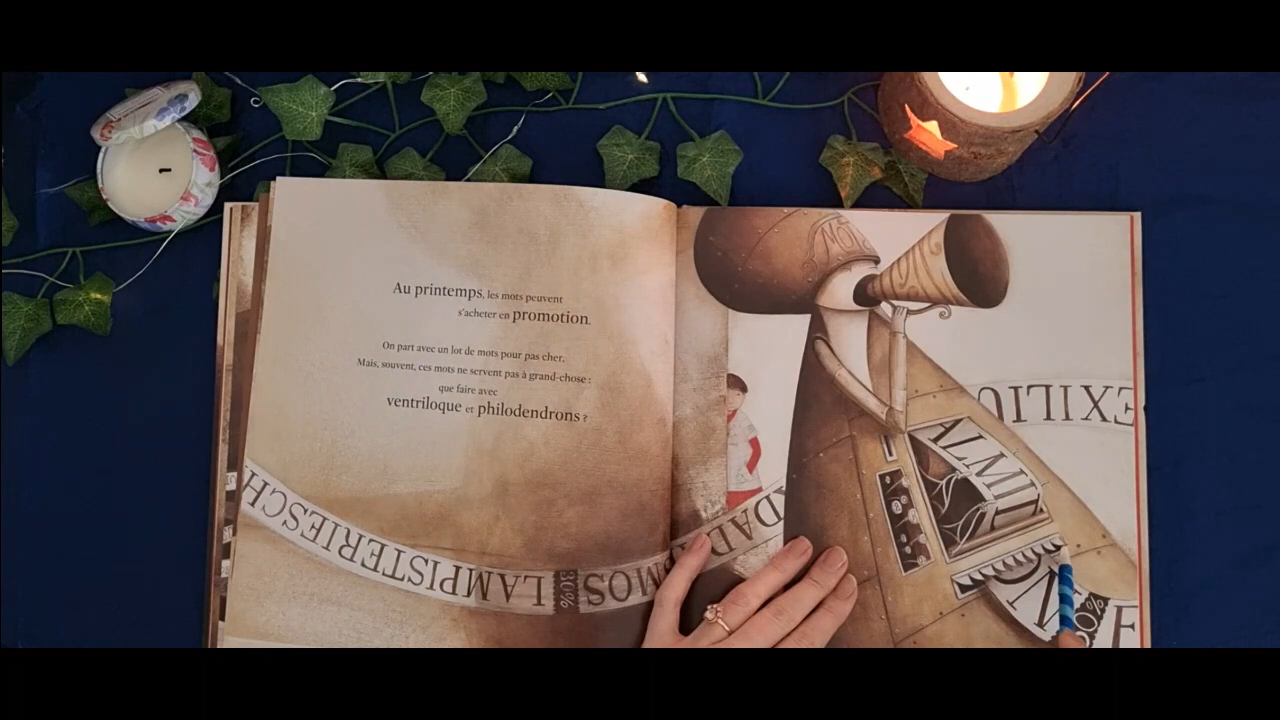 Au printemps, les mots peuvent
s'acheter en promotion.
On part avec un lot de mots pour pas cher.
Mais, souvent, ces mots ne servent pas à grand-chose :
que faire avec
ventriloque et philodendrons ?
EXILIO
LAMPISTERIESCH
30%